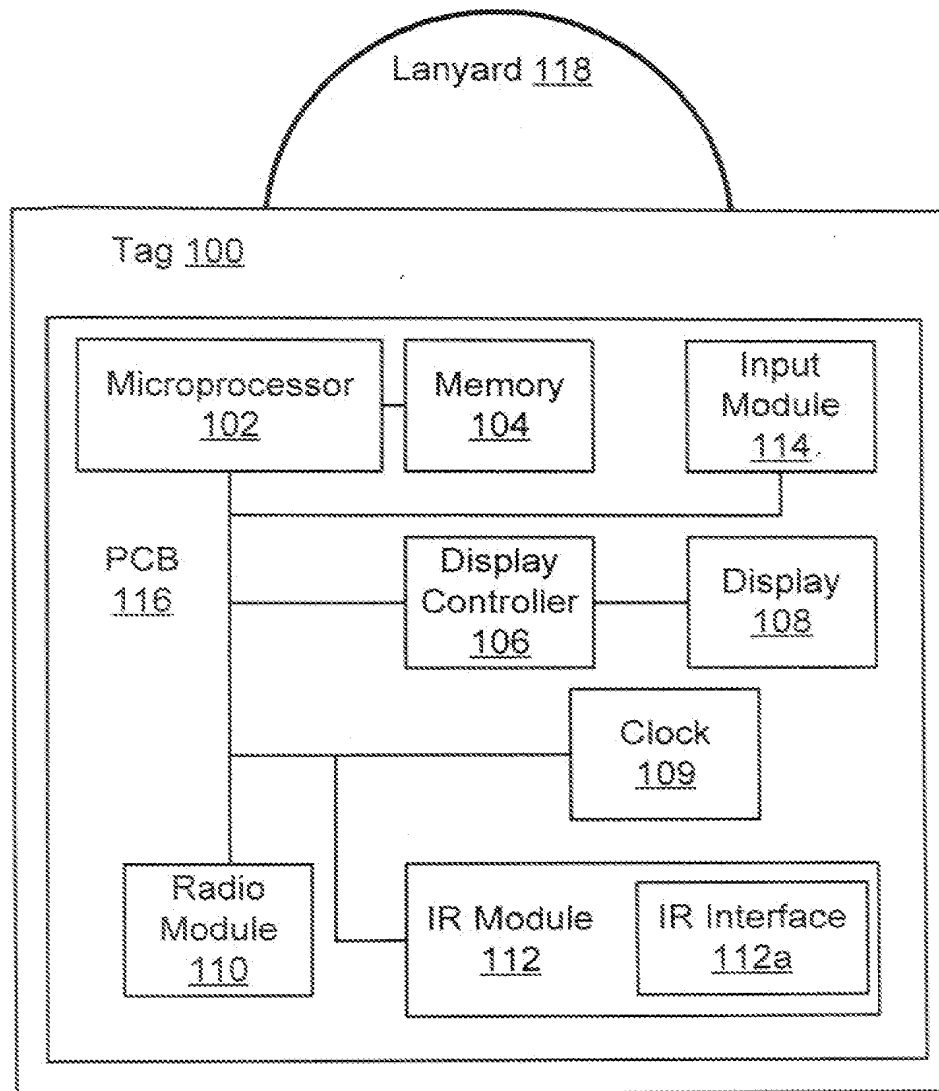 Lanyard 118
Tag 100
Microprocessor
102
Memory
104
Input
Module
114
PCB
116
Display
Controller
106
Display
108
Clock
109
Radio
Module
110
IR Module
112
IR Interface
112a